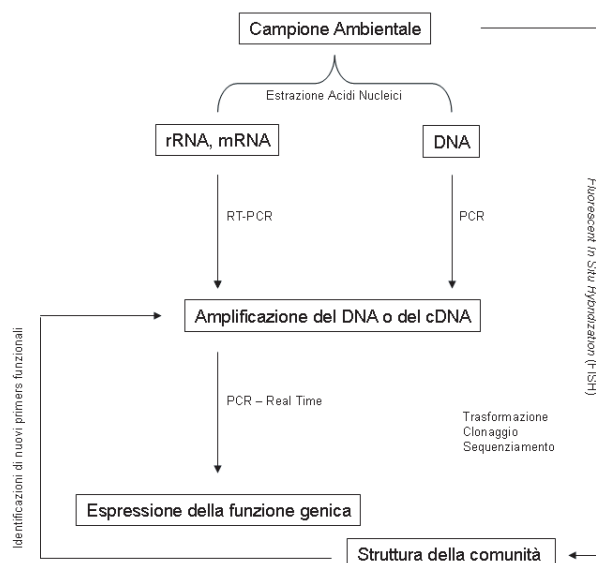 Campione Ambientale
Estrazione Acidi Nucleici
rRNA, mRNA
DNA
RT-PCR
PCR
Fluorescent In Situ Hybridization (FISH)
Amplificazione del DNA o del cDNA
Identificazioni di nuovi primers funzionali
PCR – Real Time
Trasformazione
Clonaggio
Sequenziamento
Espressione della funzione genica
Struttura della comunità